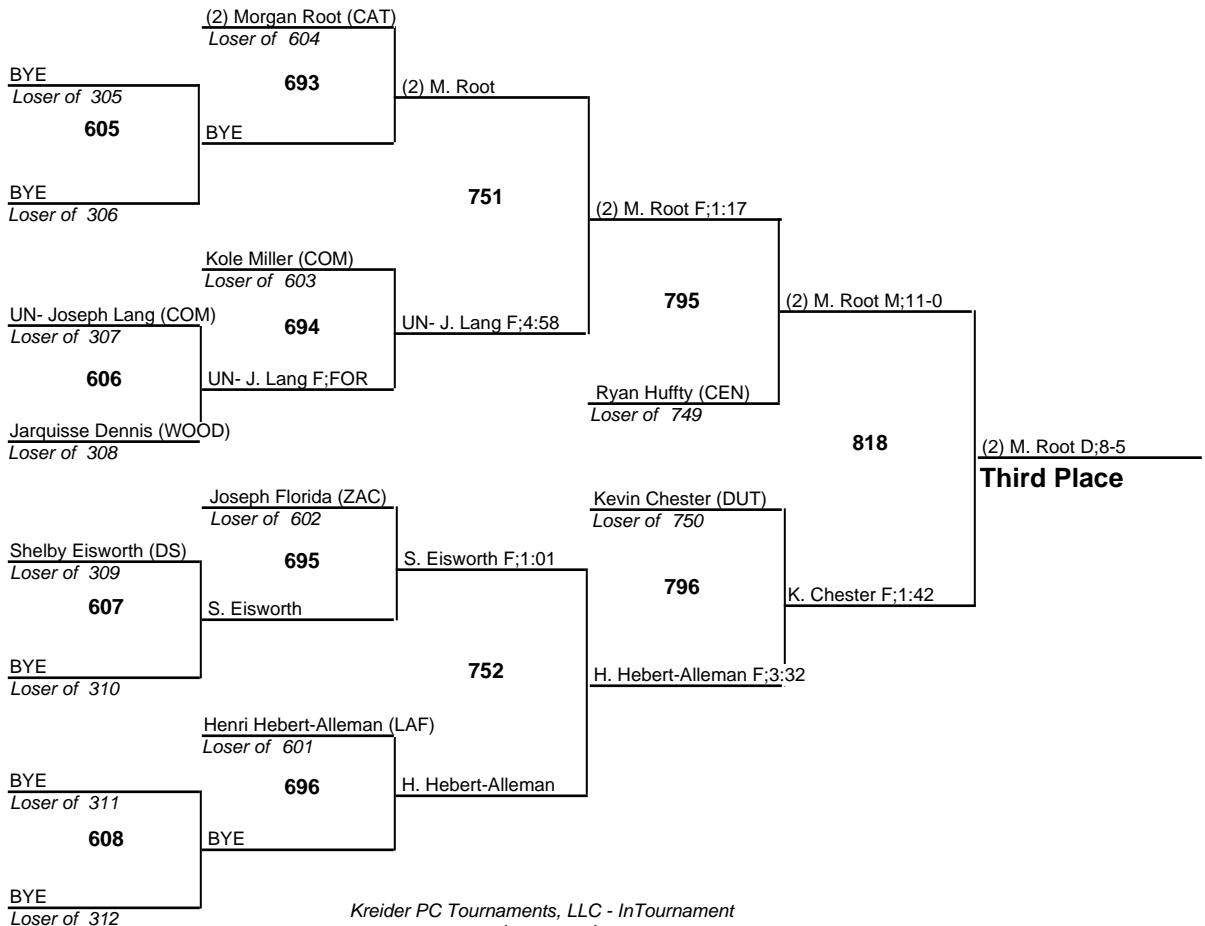 (2) Morgan Root (CAT)
Loser of 604
BYE
Loser of 305
693
(2) M. Root
605
BYE
BYE
Loser of 306
751
(2) M. Root F;1:17
Kole Miller (COM)
Loser of 603
795
(2) M. Root M;11-0
UN- Joseph Lang (COM)
Loser of 307
694
UN- J. Lang F;4:58
606
UN- J. Lang F;FOR
Ryan Huffty (CEN)
Loser of 749
Jarquisse Dennis (WOOD)
Loser of 308
818
(2) M. Root D;8-5
Third Place
Joseph Florida (ZAC)
Loser of 602
Kevin Chester (DUT)
Loser of 750
Shelby Eisworth (DS)
Loser of 309
695
S. Eisworth F;1:01
796
K. Chester F;1:42
607
S. Eisworth
BYE
Loser of 310
752
H. Hebert-Alleman F;3:32
Henri Hebert-Alleman (LAF)
Loser of 601
BYE
Loser of 311
696
H. Hebert-Alleman
608
BYE
BYE
Loser of 312
Kreider PC Tournaments, LLC - InTournament